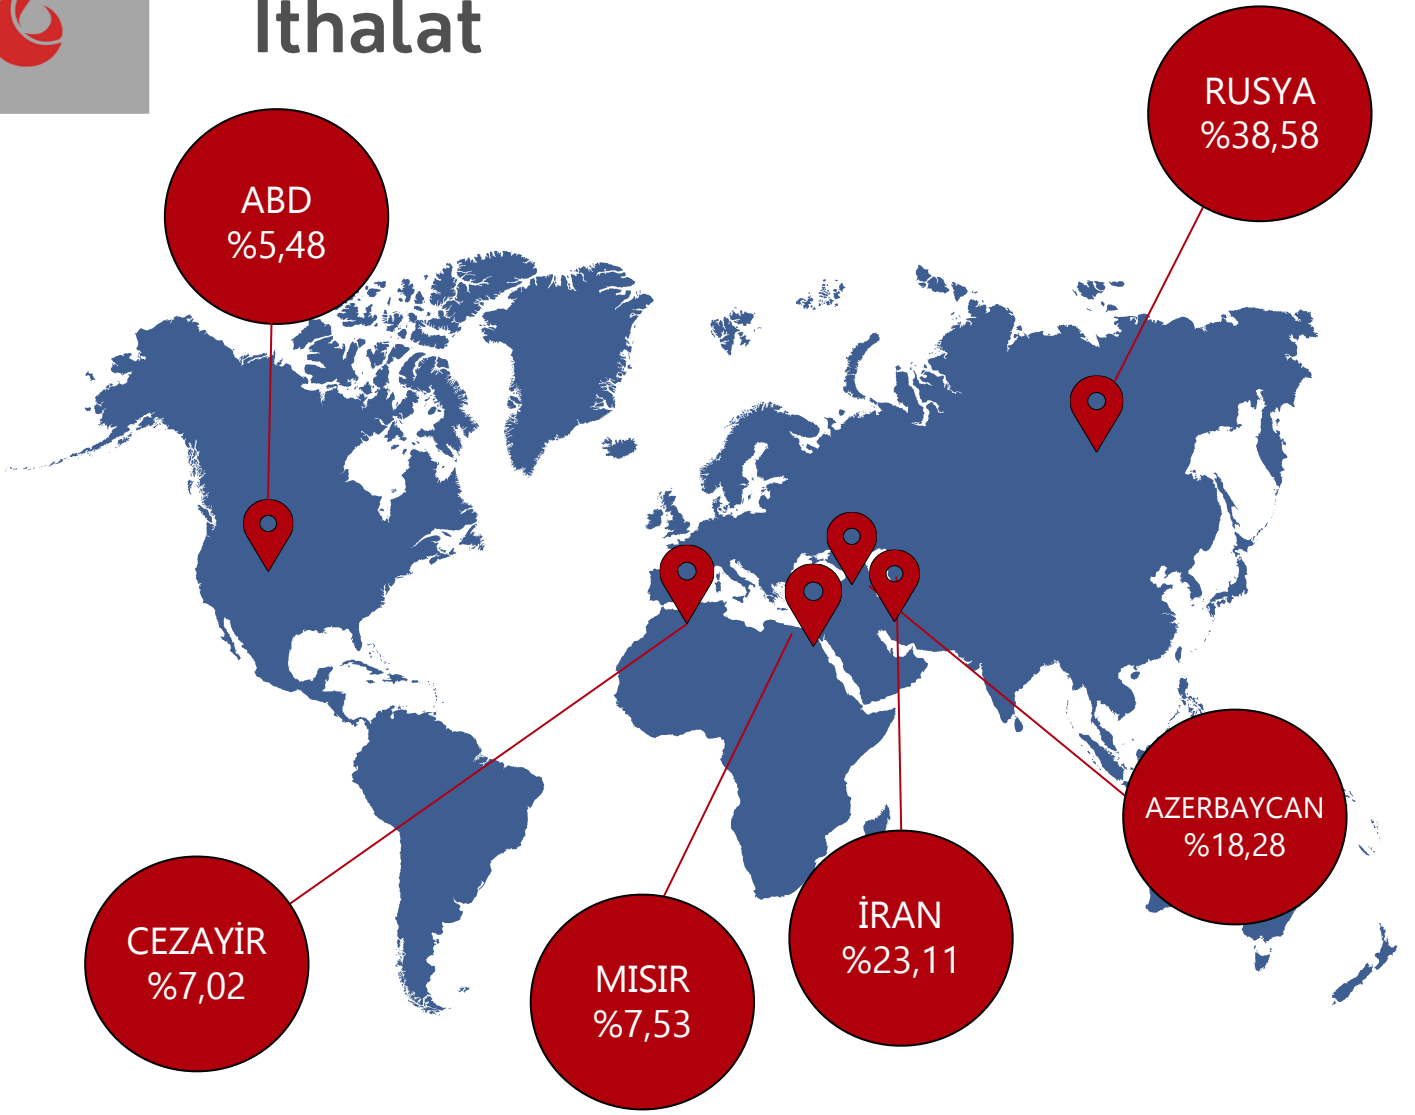 İthalat
RUSYA
%38,58
ABD
%5,48
AZERBAYCAN
%18,28
CEZAYİR
%7,02
MISIR
%7,53
İRAN
%23,11